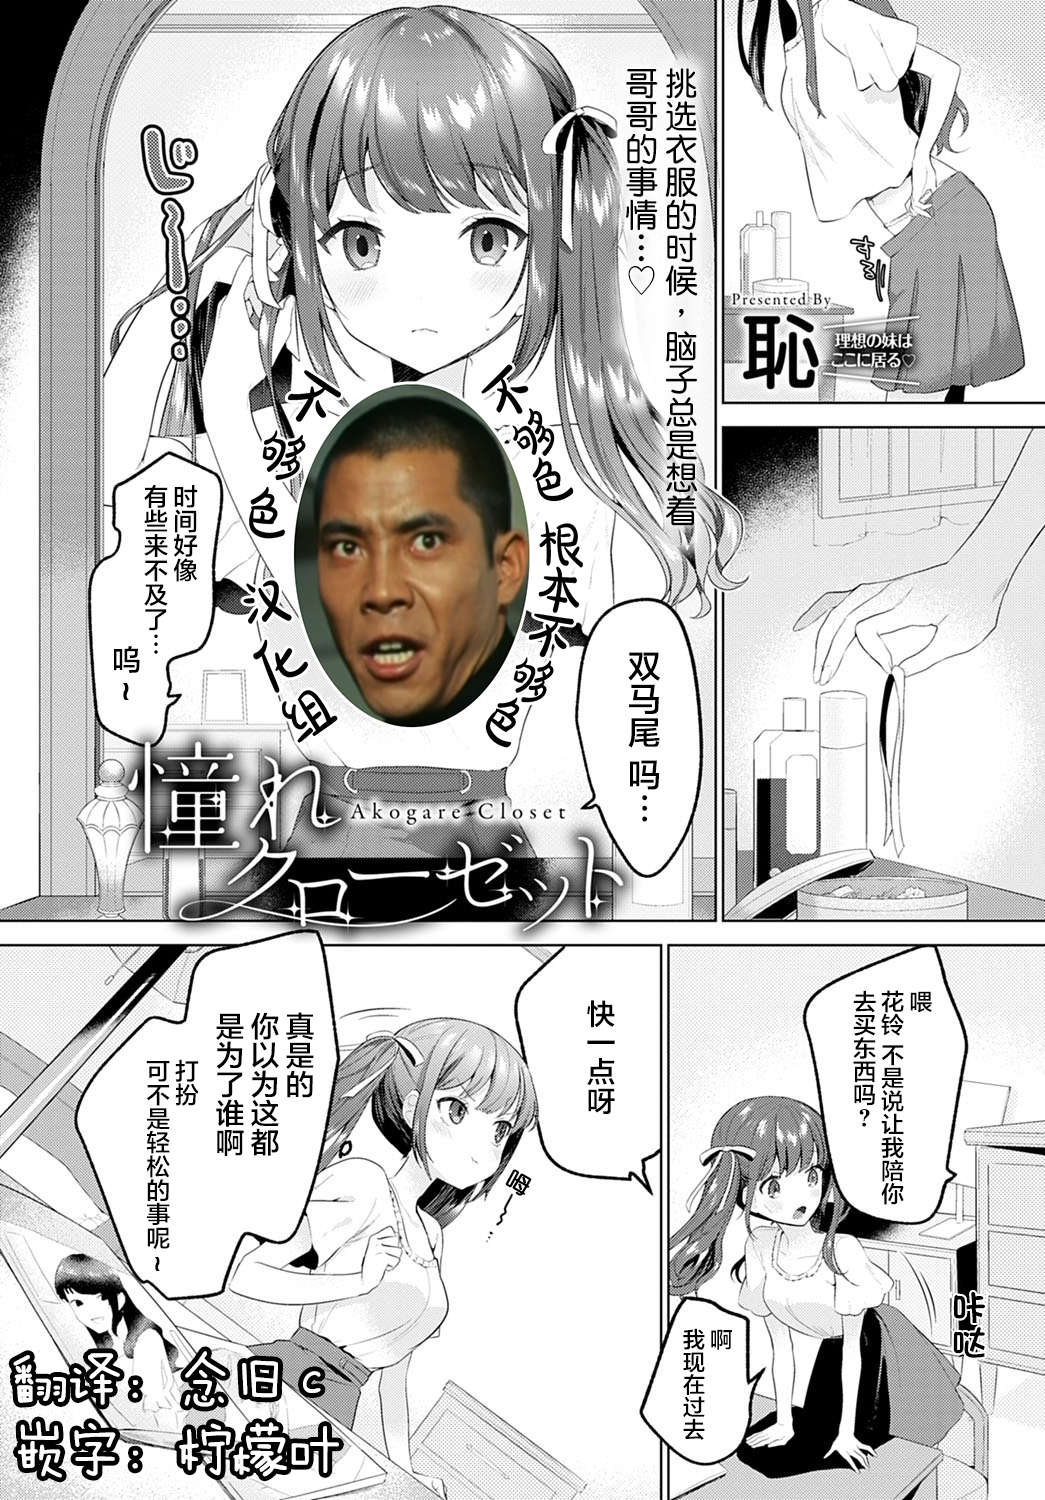 Presented By
恥
理想の妹は
ここに居る♡
するり
挑选衣服的时候，脑子总是想着
哥哥的事情…♡
じ〜…
不够色 根本不够色
不够色 汉化组
双马尾吗…
时间好像
有些来不及了…
呜~
憧れ
クローゼット
Akogare Closet
喂
花铃 不是说让我陪你
去买东西吗？
咔哒
啊
我现在过去
快一点呀
呣〜…
真是的
你以为这都
是为了谁啊
打扮
可不是轻松的事呢~
翻译：念旧c
嵌字：柠檬叶